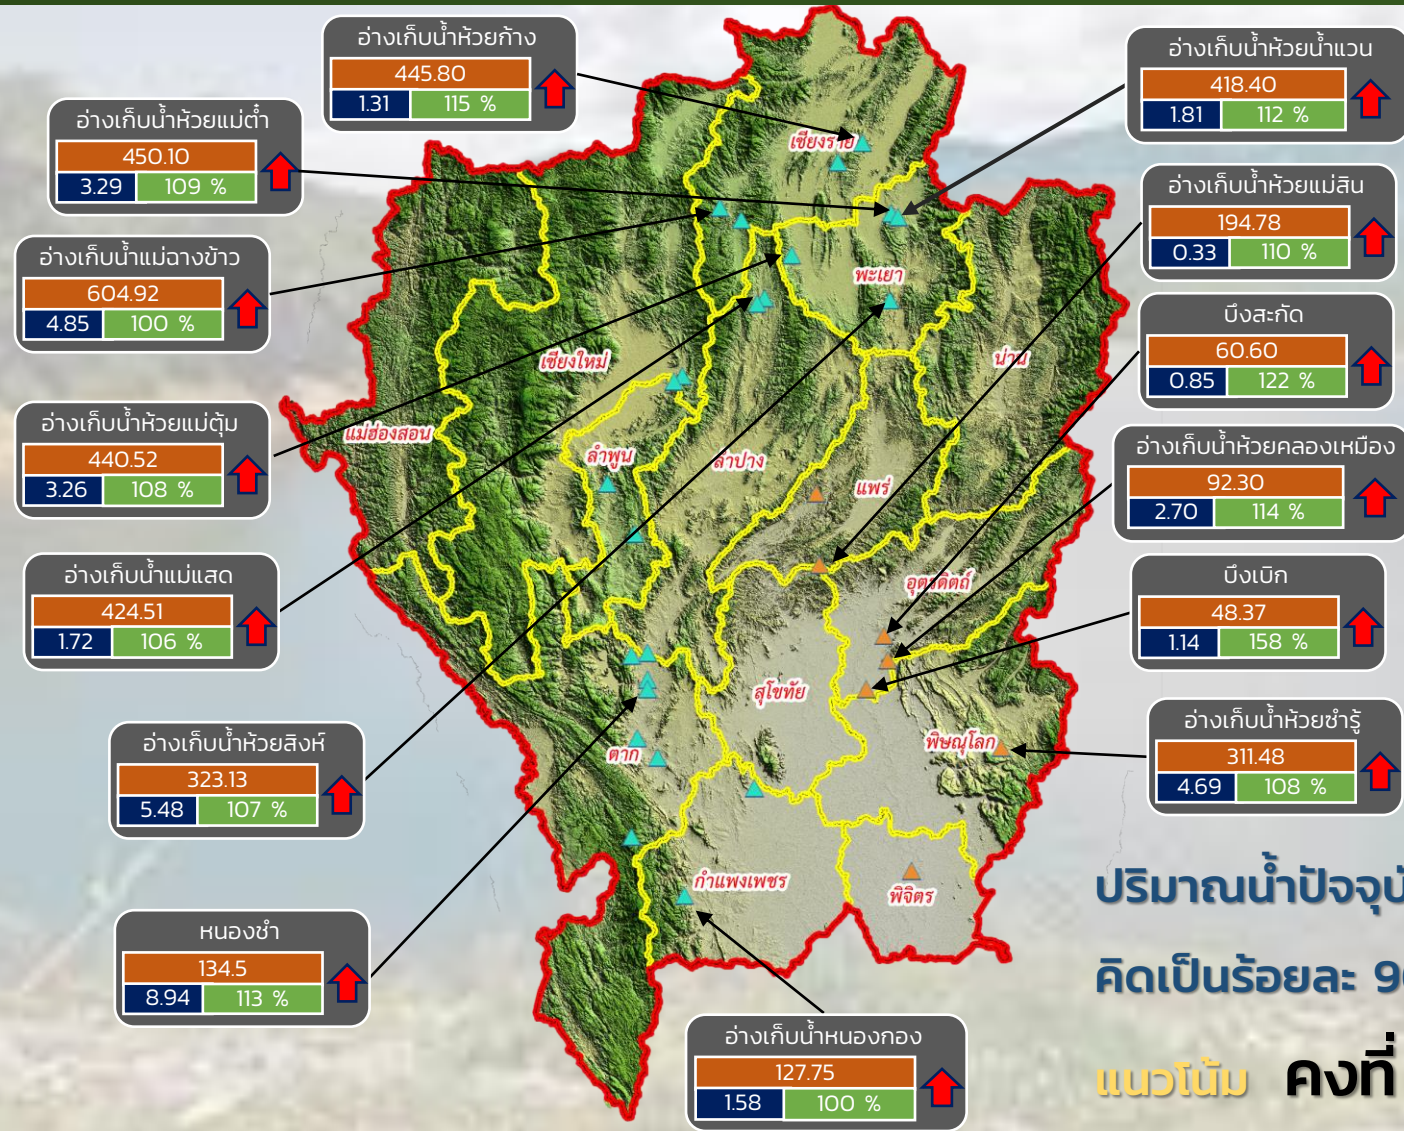 อ่างเก็บน้ำห้วยก้าง
445.80
1.31 115 %
อ่างเก็บน้ำห้วยน้ำแวน
418.40
1.81 112 %
อ่างเก็บน้ำห้วยแม่ต๋ำ
450.10
3.29 109 %
อ่างเก็บน้ำห้วยแม่สิน
194.78
0.33 110 %
อ่างเก็บน้ำแม่ฉางข้าว
604.92
4.85 100 %
บึงสะกัด
60.60
0.85 122 %
อ่างเก็บน้ำห้วยแม่ตุ้ม
440.52
3.26 108 %
อ่างเก็บน้ำห้วยคลองเหมือง
92.30
2.70 114 %
อ่างเก็บน้ำแม่แสด
424.51
1.72 106 %
บึงเบิก
48.37
1.14 158 %
อ่างเก็บน้ำห้วยสิงห์
323.13
5.48 107 %
อ่างเก็บน้ำห้วยซำรู้
311.48
4.69 108 %
หนองชำ
134.5
8.94 113 %
อ่างเก็บน้ำหนองกอง
127.75
1.58 100 %
เชียงราย
พะเยา
น่าน
เชียงใหม่
แม่ฮ่องสอน
ลำพูน
ลำปาง
แพร่
อุตรดิตถ์
สุโขทัย
ตาก
พิษณุโลก
กำแพงเพชร
พิจิตร
ปริมาณน้ำปัจจุบั
คิดเป็นร้อยละ
แนวโน้ม คงที่